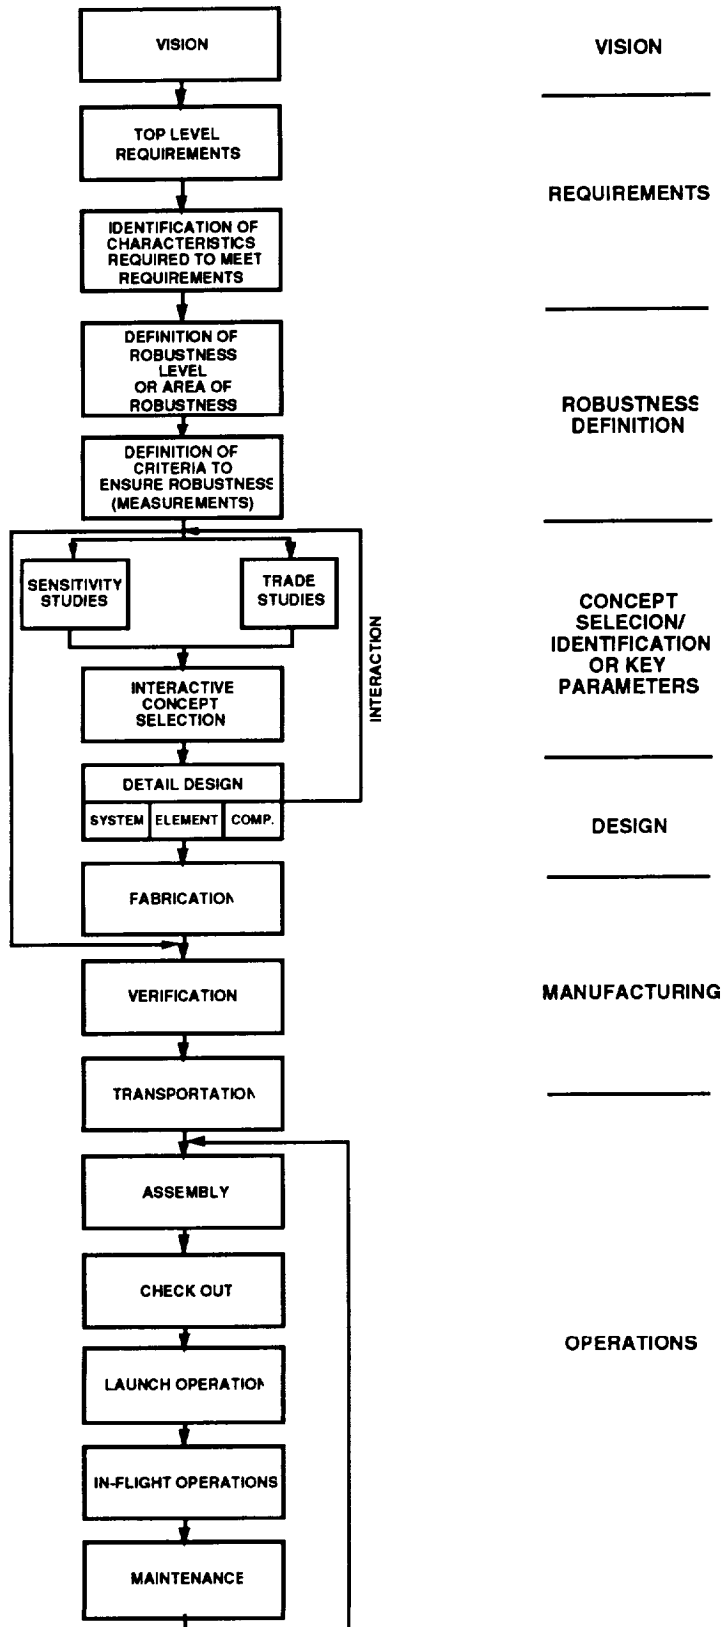 VISION
TOP LEVEL
REQUIREMENTS
IDENTIFICATION OF
CHARACTERISTICS
REQUIRED TO MEET
REQUIREMENTS
DEFINITION OF
ROBUSTNESS
LEVEL
OR AREA OF
ROBUSTNESS
DEFINITION OF
CRITERIA TO
ENSURE ROBUSTNESS
(MEASUREMENTS)
SENSITIVITY
STUDIES
TRADE
STUDIES
INTERACTION
INTERACTIVE
CONCEPT
SELECTION
DETAIL DESIGN
SYSTEM ELEMENT COMP.
FABRICATION
VERIFICATION
TRANSPORTATION
ASSEMBLY
CHECK OUT
LAUNCH OPERATION
IN-FLIGHT OPERATIONS
MAINTENANCE
VISION
REQUIREMENTS
ROBUSTNESS
DEFINITION
CONCEPT
SELECION/
IDENTIFICATION
OR KEY
PARAMETERS
DESIGN
MANUFACTURING
OPERATIONS